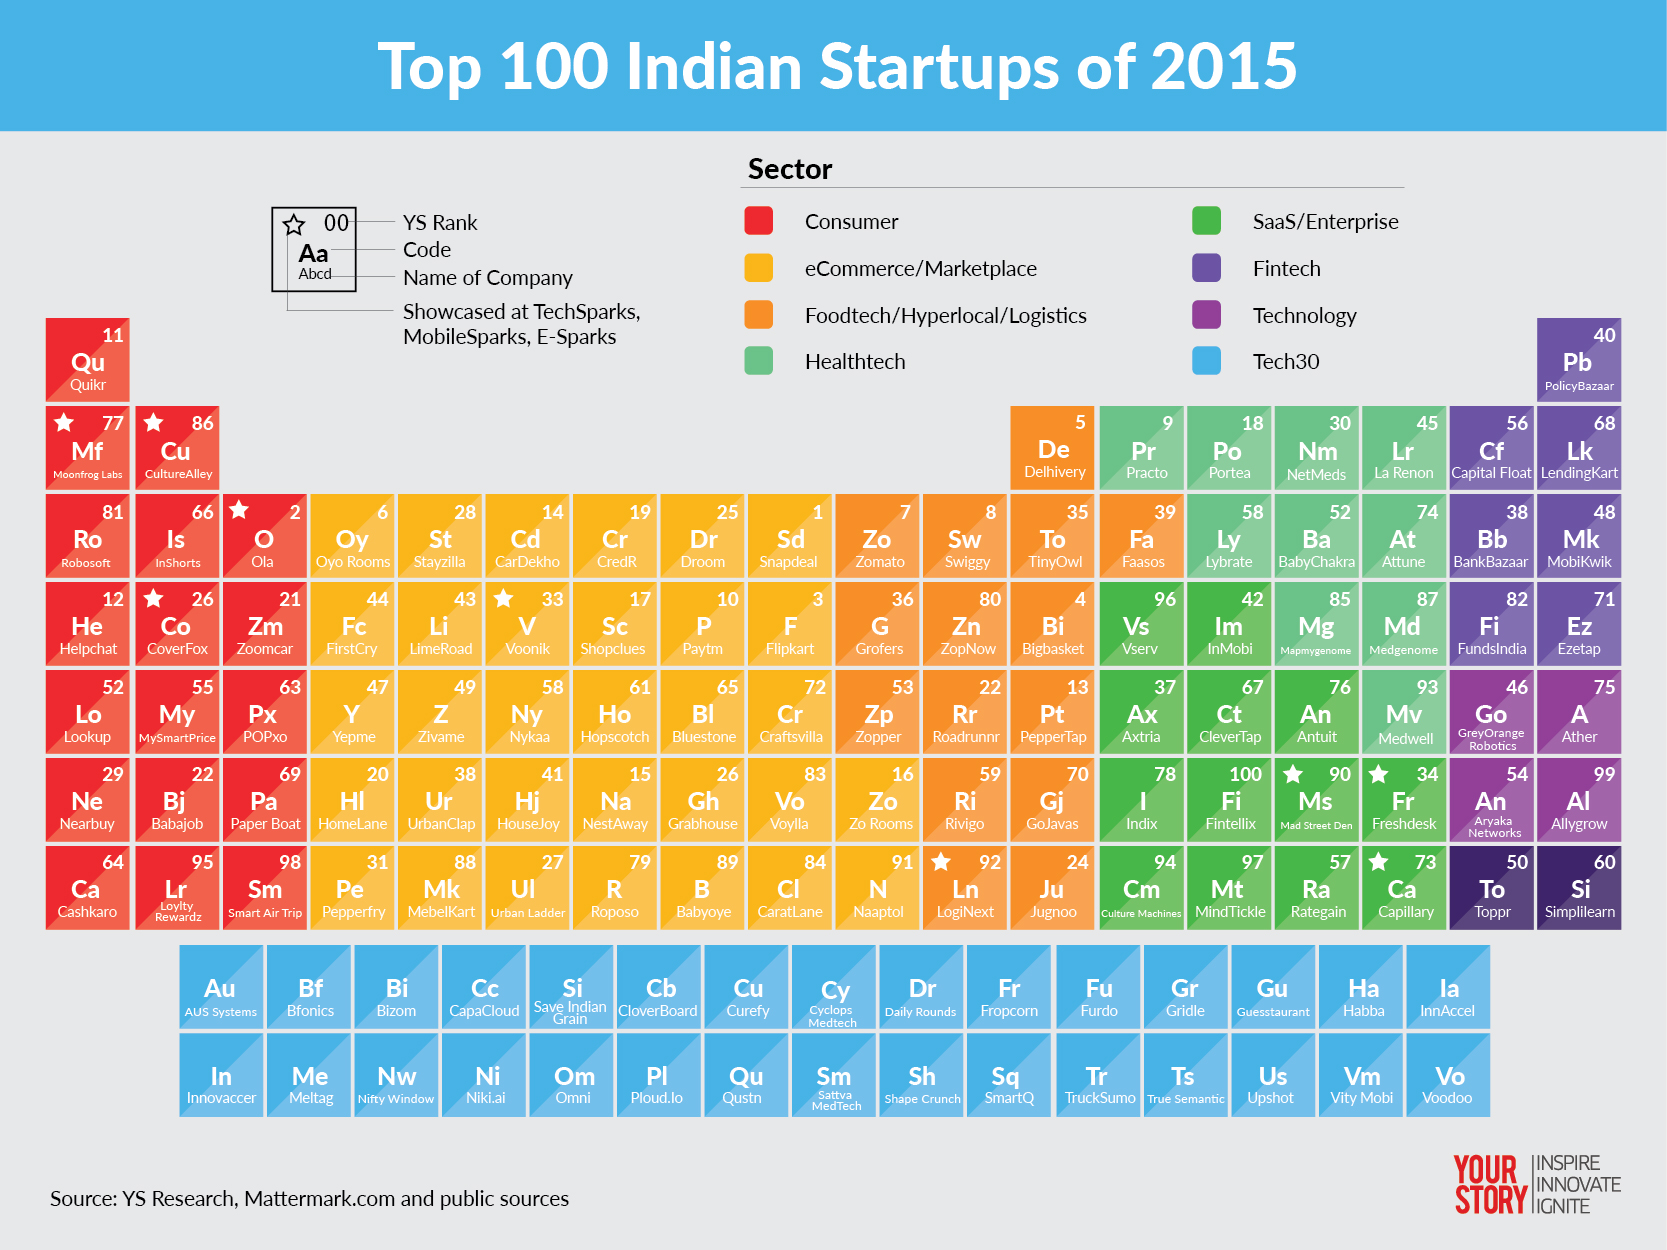 Top 100 Indian Startups of 2015
Sector
00
Aa
Abcd
YS Rank
Code
Name of Company
Showcased at TechSparks,
MobileSparks, E-Sparks
Consumer
eCommerce/Marketplace
Foodtech/Hyperlocal/Logistics
Healthtech
SaaS/Enterprise
Fintech
Technology
Tech30
11
Qu
Quikr
40
Pb
PolicyBazaar
77
Mf
Moonfrog Labs
86
Cu
CultureAlley
5
De
Delhivery
9
Pr
Practo
18
Po
Portea
30
Nm
NetMeds
45
Lr
La Renon
56
Cf
Capital Float
68
Lk
LendingKart
81
Ro
Robosoft
66
Is
InShorts
2
O
Ola
6
Oy
Oyo Rooms
28
St
Stayzilla
14
Cd
CarDekho
19
Cr
CredR
25
Dr
Droom
1
Sd
Snapdeal
7
Zo
Zomato
8
Sw
Swiggy
35
To
TinyOwl
39
Fa
Faasos
58
Ly
Lybrate
52
Ba
BabyChakra
74
At
Attune
38
Bb
BankBazaar
48
Mk
MobiKwik
12
He
Helpchat
26
Co
CoverFox
21
Zm
Zoomcar
44
Fc
FirstCry
43
Li
LimeRoad
33
V
Voonik
17
Sc
Shopclues
10
P
Paytm
3
F
Flipkart
36
G
Grofers
80
Zn
ZopNow
4
Bi
Bigbasket
96
Vs
Vserv
42
Im
InMobi
85
Mg
Mapmygenome
87
Md
Medgenome
82
Fi
FundsIndia
71
Ez
Ezetap
52
Lo
Lookup
55
My
MySmartPrice
63
Px
POPxo
47
Y
Yepme
49
Z
Zivame
58
Ny
Nykaa
61
Ho
Hopscotch
65
Bl
Bluestone
72
Cr
Craftsvilla
53
Zp
Zopper
22
Rr
Roadrunnr
13
Pt
PepperTap
37
Ax
Axtria
67
Ct
CleverTap
76
An
Antuit
93
Mv
Medwell
46
Go
GreyOrange
Robotics
75
A
Ather
29
Ne
Nearbuy
22
Bj
Babajob
69
Pa
Paper Boat
20
Hl
HomeLane
38
Ur
UrbanClap
41
Hj
HouseJoy
15
Na
NestAway
26
Gh
Grabhouse
83
Vo
Voylla
16
Zo
Zo Rooms
59
Ri
Rivigo
70
Gj
GoJavas
78
I
Indix
100
Fi
Fintellix
90
Ms
Mad Street Den
34
Fr
Freshdesk
54
An
Aryaka
Networks
99
Al
Allygrow
64
Ca
Cashkaro
95
Lr
Loylty
Rewardz
98
Sm
Smart Air Trip
31
Pe
Pepperfry
88
Mk
MebelKart
27
Ul
Urban Ladder
79
R
Roposo
89
B
Babyoye
84
Cl
CaratLane
91
N
Naaptol
92
Ln
LogiNext
24
Ju
Jugnoo
94
Cm
Culture Machines
97
Mt
MindTickle
57
Ra
Rategain
73
Ca
Capillary
50
To
Toppr
60
Si
Simplilearn
Au
AUS Systems
Bf
Bfonics
Bi
Bizom
Cc
CapaCloud
Si
Save Indian
Grain
Cb
CloverBoard
Cu
Curefy
Cy
Cyclops
Medtech
Dr
Daily Rounds
Fr
Fropcorn
Fu
Furdo
Gr
Gridle
Gu
Guesstaurant
Ha
Habba
Ia
InnAccel
In
Innovaccer
Me
Meltag
Nw
Nifty Window
Ni
Niki.ai
Om
Omni
Pl
Ploud.Io
Qu
Qustn
Sm
Sattva
MedTech
Sh
Shape Crunch
Sq
SmartQ
Tr
TruckSumo
Ts
True Semantic
Us
Upshot
Vm
Vity Mobi
Vo
Voodoo
Source: YS Research, Mattermark.com and public sources
YOUR
STORY
INSPIRE
INNOVATE
IGNITE